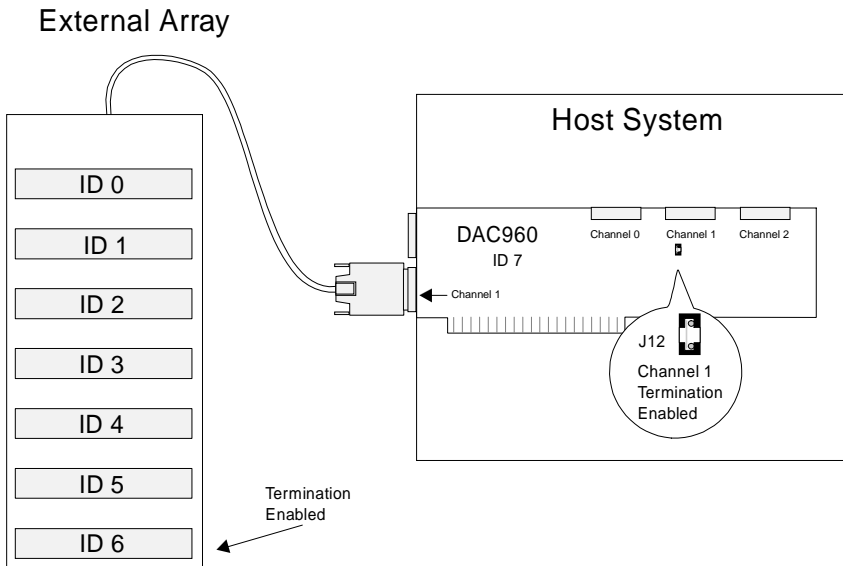 External Array
ID 0
ID 1
ID 2
ID 3
ID 4
ID 5
ID 6
Termination
Enabled
Host System
DAC960
ID 7
Channel 0
Channel 1
Channel 2
Channel 1
J12
Channel 1
Termination
Enabled